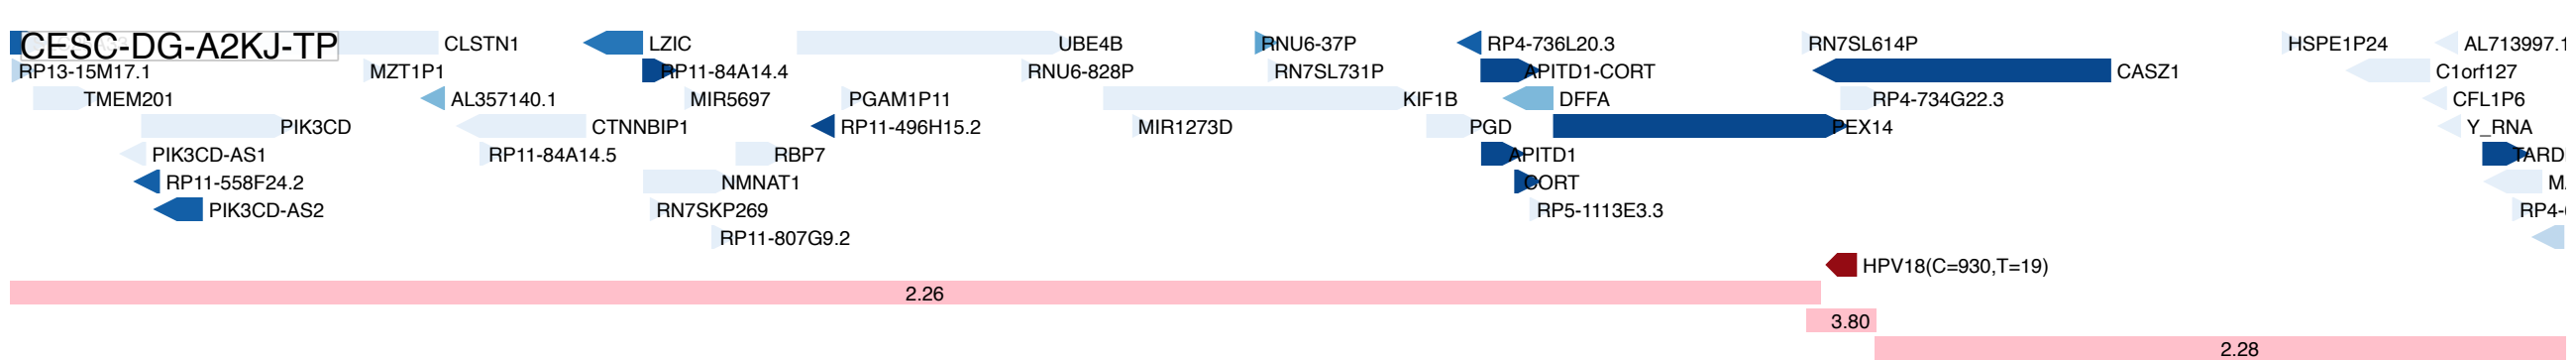 CESC-DG-A2KJ-TP CLSTN1 LZIC UBE4B RNU6-37P RP4-736L20.3 RN7SL614P HSPE1P24 AL713997.1
RP13-15M17.1 MZT1P1 RP11-84A14.4 RNU6-828P RN7SL731P APITD1-CORT CASZ1 C1orf127
TMEM201 AL357140.1 MIR5697 PGAM1P11 KIF1B DFFA RP4-734G22.3 CFL1P6
PIK3CD CTNNBIP1 RP11-496H15.2 MIR1273D PGD PEX14 Y_RNA
PIK3CD-AS1 RP11-84A14.5 RBP7 APITD1 TARD
RP11-558F24.2 NMNAT1 CORT M
PIK3CD-AS2 RN7SKP269 RP5-1113E3.3 RP4-
RP11-807G9.2
HPV18(C=930,T=19)
2.26
3.80
2.28